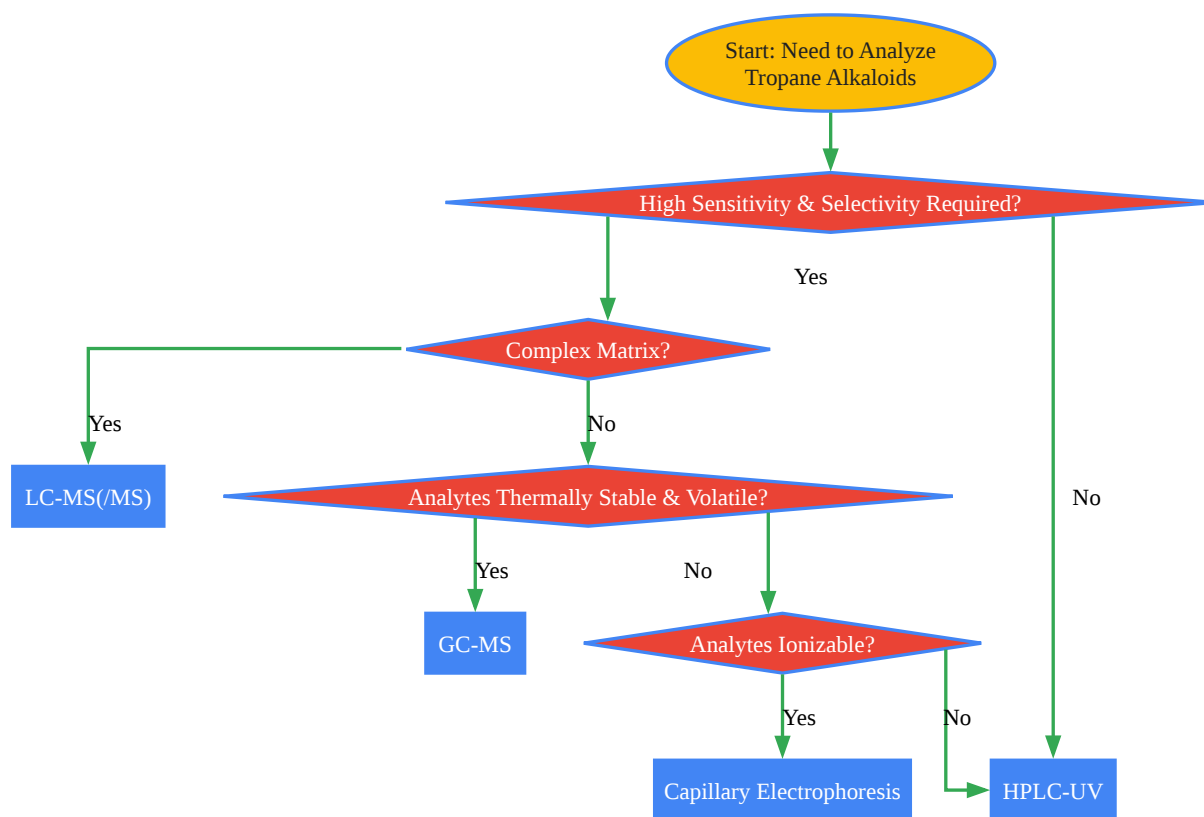 Start: Need to Analyze
Tropane Alkaloids
High Sensitivity & Selectivity Required?
Yes
Complex Matrix?
Yes
No
LC-MS(/MS)
Analytes Thermally Stable & Volatile?
No
Yes
No
GC-MS
Analytes Ionizable?
Yes
No
Capillary Electrophoresis
HPLC-UV